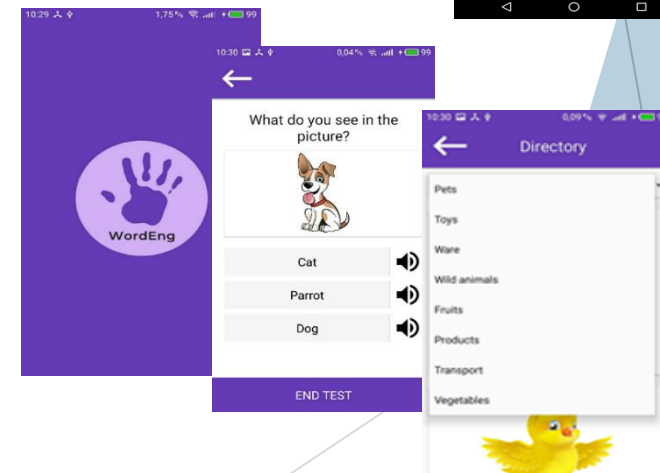 10:29
1,75%
99
WordEng
10:30
0,04%
99
What do you see in the
picture?
Cat
Parrot
Dog
END TEST
10:30
0,09%
Directory
Pets
Toys
Ware
Wild animals
Fruits
Products
Transport
Vegetables